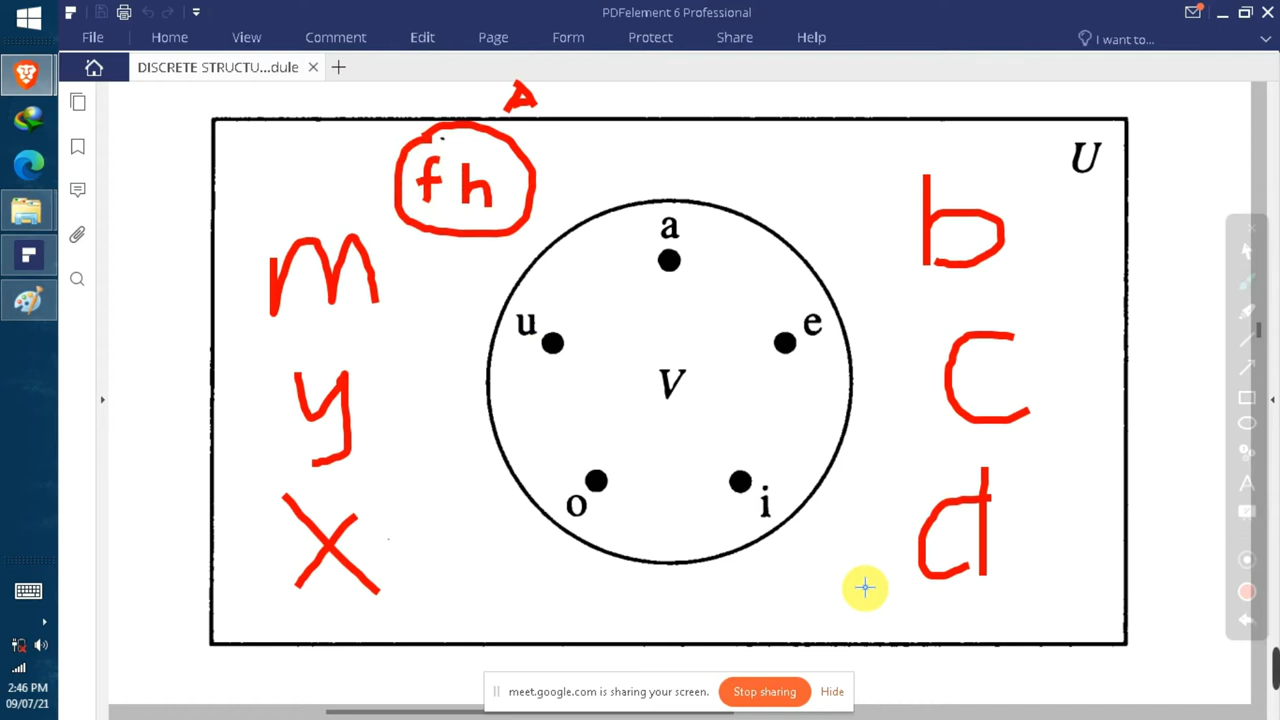 PDFelement 6 Professional
File Home View Comment Edit Page Form Protect Share Help I want to...
DISCRETE STRUCTU...dule
A
U
f h
b
a
m
u
e
c
V
y
o
i
d
x
2:46 PM
09/07/21
meet.google.com is sharing your screen. Stop sharing Hide